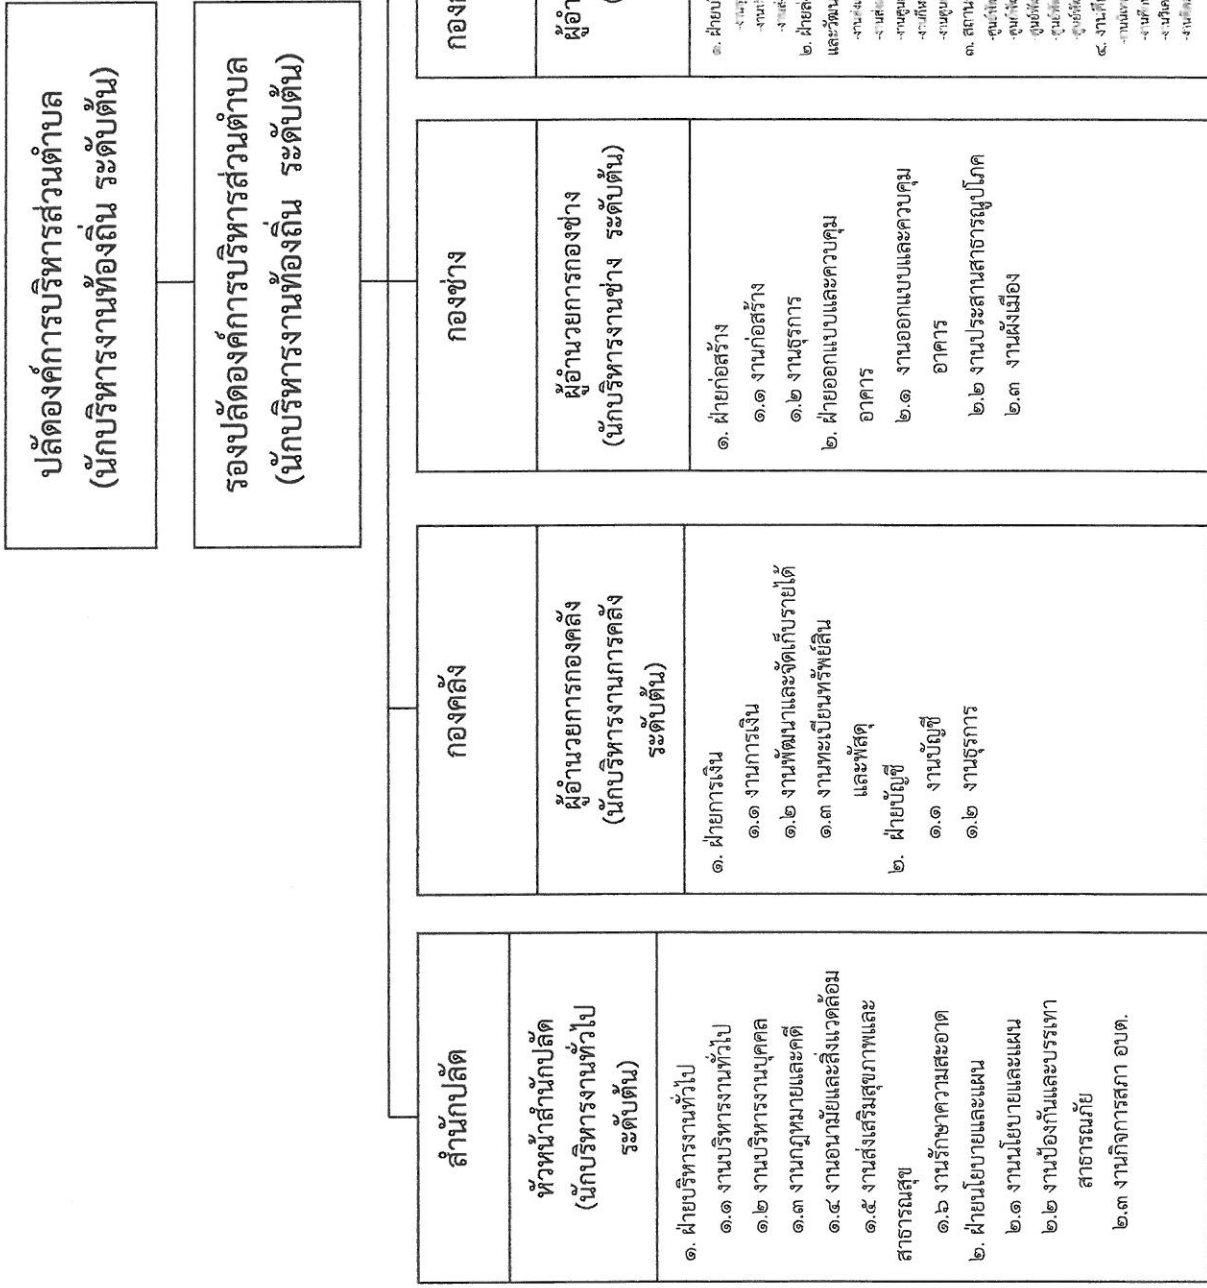 ปลัดองค์การบริหารส่วนตำบล
(นักบริหารงานท้องถิ่น ระดับต้น)
รองปลัดองค์การบริหารส่วนตำบล
(นักบริหารงานท้องถิ่น ระดับต้น)
สำนักปลัด
หัวหน้าสำนักปลัด
(นักบริหารงานทั่วไป
ระดับต้น)
๑. ฝ่ายบริหารงานทั่วไป
๑.๑ งานบริหารงานทั่วไป
๑.๒ งานบริหารงานบุคคล
๑.๓ งานกฎหมายและคดี
๑.๔ งานอนามัยและสิ่งแวดล้อม
๑.๕ งานส่งเสริมสุขภาพและ
สาธารณสุข
๑.๖ งานรักษาความสะอาด
๒. ฝ่ายนโยบายและแผน
๒.๑ งานนโยบายและแผน
๒.๒ งานป้องกันและบรรเทา
สาธารณภัย
๒.๓ งานกิจการสภา อบต.
กองคลัง
ผู้อำนวยการกองคลัง
(นักบริหารงานการคลัง
ระดับต้น)
๑. ฝ่ายการเงิน
๑.๑ งานการเงิน
๑.๒ งานพัฒนาและจัดเก็บรายได้
๑.๓ งานทะเบียนทรัพย์สิน
และพัสดุ
๒. ฝ่ายบัญชี
๑.๑ งานบัญชี
๑.๒ งานธุรการ
กองช่าง
ผู้อำนวยการกองช่าง
(นักบริหารงานช่าง ระดับต้น)
๑. ฝ่ายก่อสร้าง
๑.๑ งานก่อสร้าง
๑.๒ งานธุรการ
๒. ฝ่ายออกแบบและควบคุม
อาคาร
๒.๑ งานออกแบบและควบคุม
อาคาร
๒.๒ งานประสานสาธารณูปโภค
๒.๓ งานผังเมือง
๒. ฝ่ายส่
และวัฒน
๓. สถาน